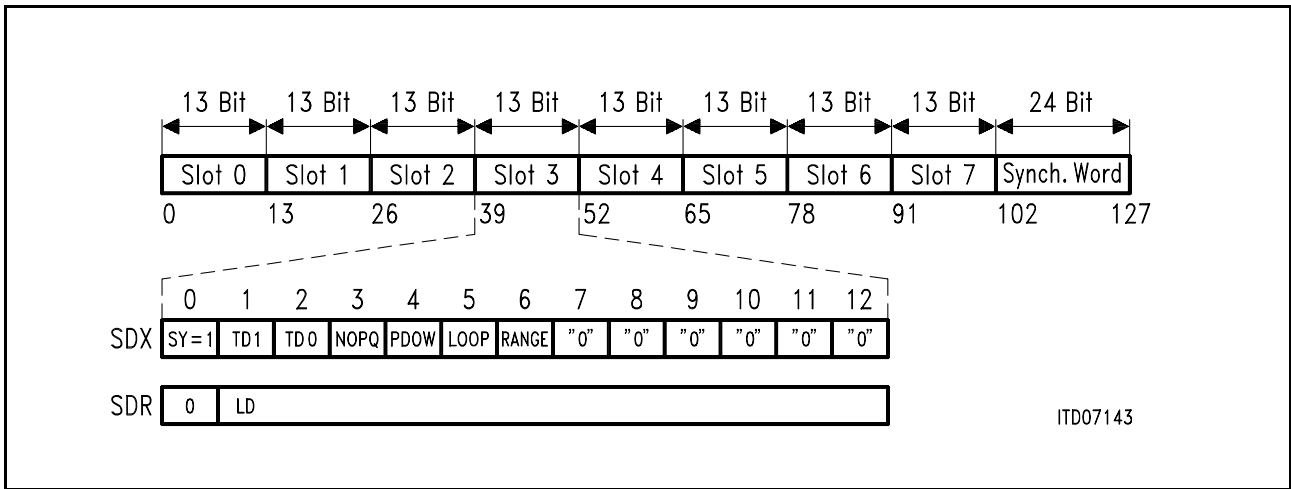 13 Bit 13 Bit 13 Bit 13 Bit 13 Bit 13 Bit 13 Bit 13 Bit 24 Bit
Slot 0 Slot 1 Slot 2 Slot 3 Slot 4 Slot 5 Slot 6 Slot 7 Synch. Word
0 13 26 39 52 65 78 91 102 127
0 1 2 3 4 5 6 7 8 9 10 11 12
SDX SY=1 TD1 TD0 NOPQ PDOW LOOP RANGE "0" "0" "0" "0" "0" "0"
SDR 0 LD
ITD07143